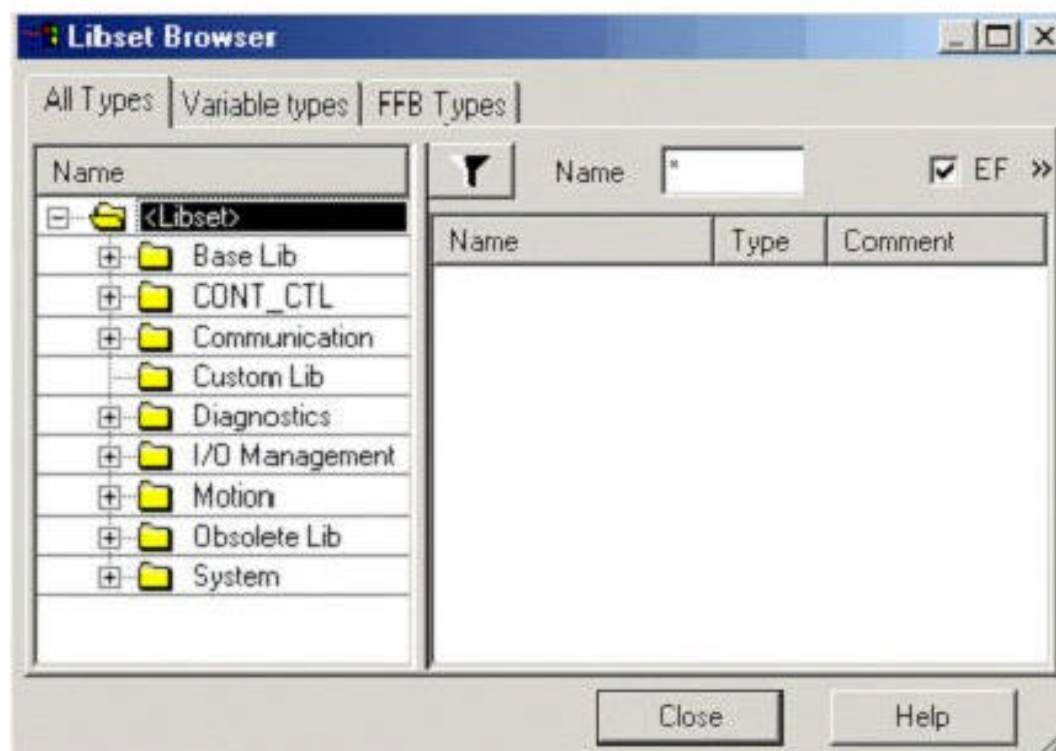 Libset Browser
All Types Variable types FFB Types
Name
<Libset>
Base Lib
CONT_CTL
Communication
Custom Lib
Diagnostics
I/O Management
Motion
Obsolete Lib
System
Name * EF »
Name Type Comment
Close Help